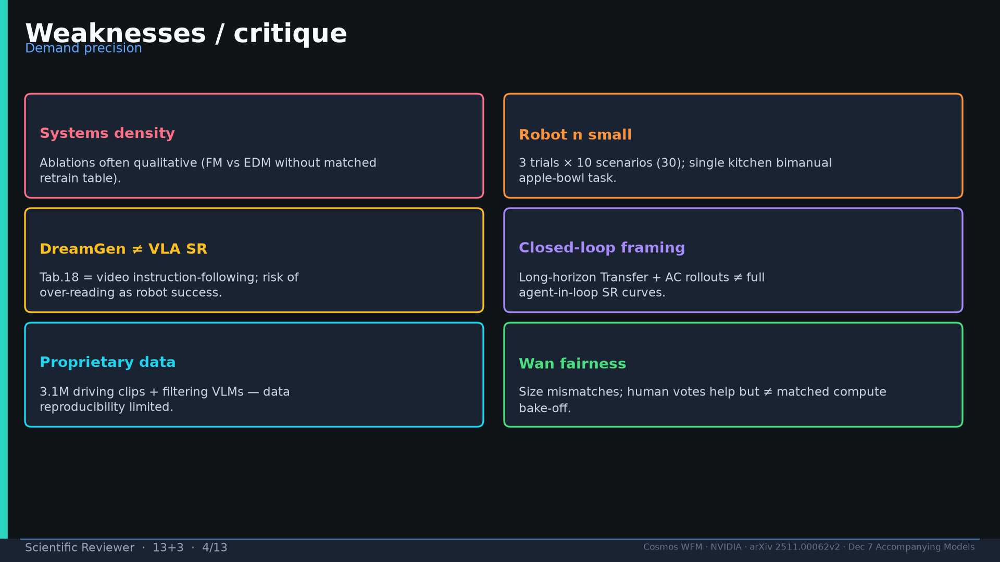 Weaknesses / critique
Demand precision
Systems density
Ablations often qualitative (FM vs EDM without matched
retrain table).
Robot n small
3 trials × 10 scenarios (30); single kitchen bimanual
apple-bowl task.
DreamGen ≠ VLA SR
Tab.18 = video instruction-following; risk of
over-reading as robot success.
Closed-loop framing
Long-horizon Transfer + AC rollouts ≠ full
agent-in-loop SR curves.
Proprietary data
3.1M driving clips + filtering VLMs — data
reproducibility limited.
Wan fairness
Size mismatches; human votes help but ≠ matched compute
bake-off.
Scientific Reviewer · 13+3 · 4/13
Cosmos WFM · NVIDIA · arXiv 2511.00062v2 · Dec 7 Accompanying Models